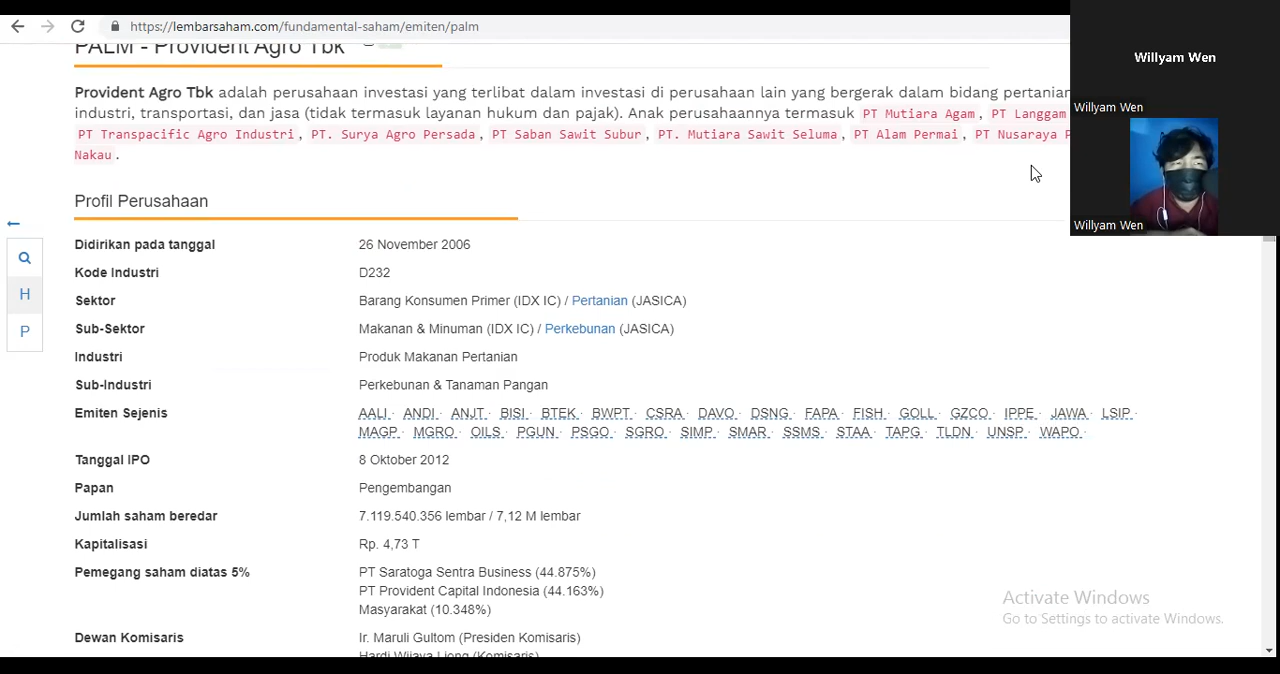 https://lembarsaham.com/fundamental-saham/emiten/palm
PALM - Provident Agro Tbk
Provident Agro Tbk adalah perusahaan investasi yang terlibat dalam investasi di perusahaan lain yang bergerak dalam bidang pertanian
industri, transportasi, dan jasa (tidak termasuk layanan hukum dan pajak). Anak perusahaannya termasuk PT Mutiara Agam, PT Langgam
PT Transpacific Agro Industri, PT. Surya Agro Persada, PT Saban Sawit Subur, PT. Mutiara Sawit Seluma, PT Alam Permai, PT Nusaraya P
Nakau.
Profil Perusahaan
Didirikan pada tanggal 26 November 2006
Kode Industri D232
Sektor Barang Konsumen Primer (IDX IC) / Pertanian (JASICA)
Sub-Sektor Makanan & Minuman (IDX IC) / Perkebunan (JASICA)
Industri Produk Makanan Pertanian
Sub-Industri Perkebunan & Tanaman Pangan
Emiten Sejenis AALI · ANDI · ANJT · BISI · BTEK · BWPT · CSRA · DAVO · DSNG · FAPA · FISH · GOLL · GZCO · IPPE · JAWA · LSIP ·
MAGP · MGRO · OILS · PGUN · PSGO · SGRO · SIMP · SMAR · SSMS · STAA · TAPG · TLDN · UNSP · WAPO ·
Tanggal IPO 8 Oktober 2012
Papan Pengembangan
Jumlah saham beredar 7.119.540.356 lembar / 7,12 M lembar
Kapitalisasi Rp. 4,73 T
Pemegang saham diatas 5% PT Saratoga Sentra Business (44.875%)
PT Provident Capital Indonesia (44.163%)
Masyarakat (10.348%)
Dewan Komisaris Ir. Maruli Gultom (Presiden Komisaris)
Hardi Wijaya Liong (Komisaris)
H
P
Willyam Wen
Willyam Wen
Willyam Wen
Activate Windows
Go to Settings to activate Windows.